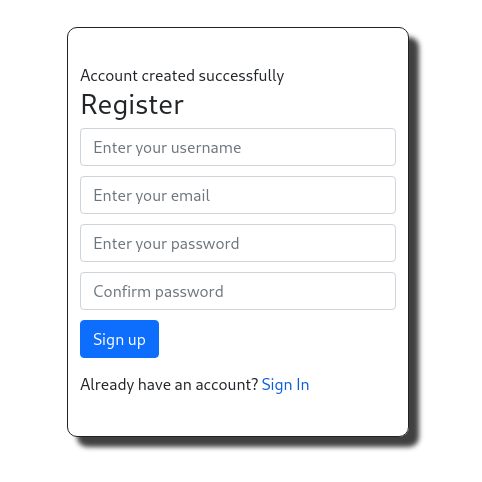 Account created successfully
Register
Enter your username
Enter your email
Enter your password
Confirm password
Sign up
Already have an account? Sign In